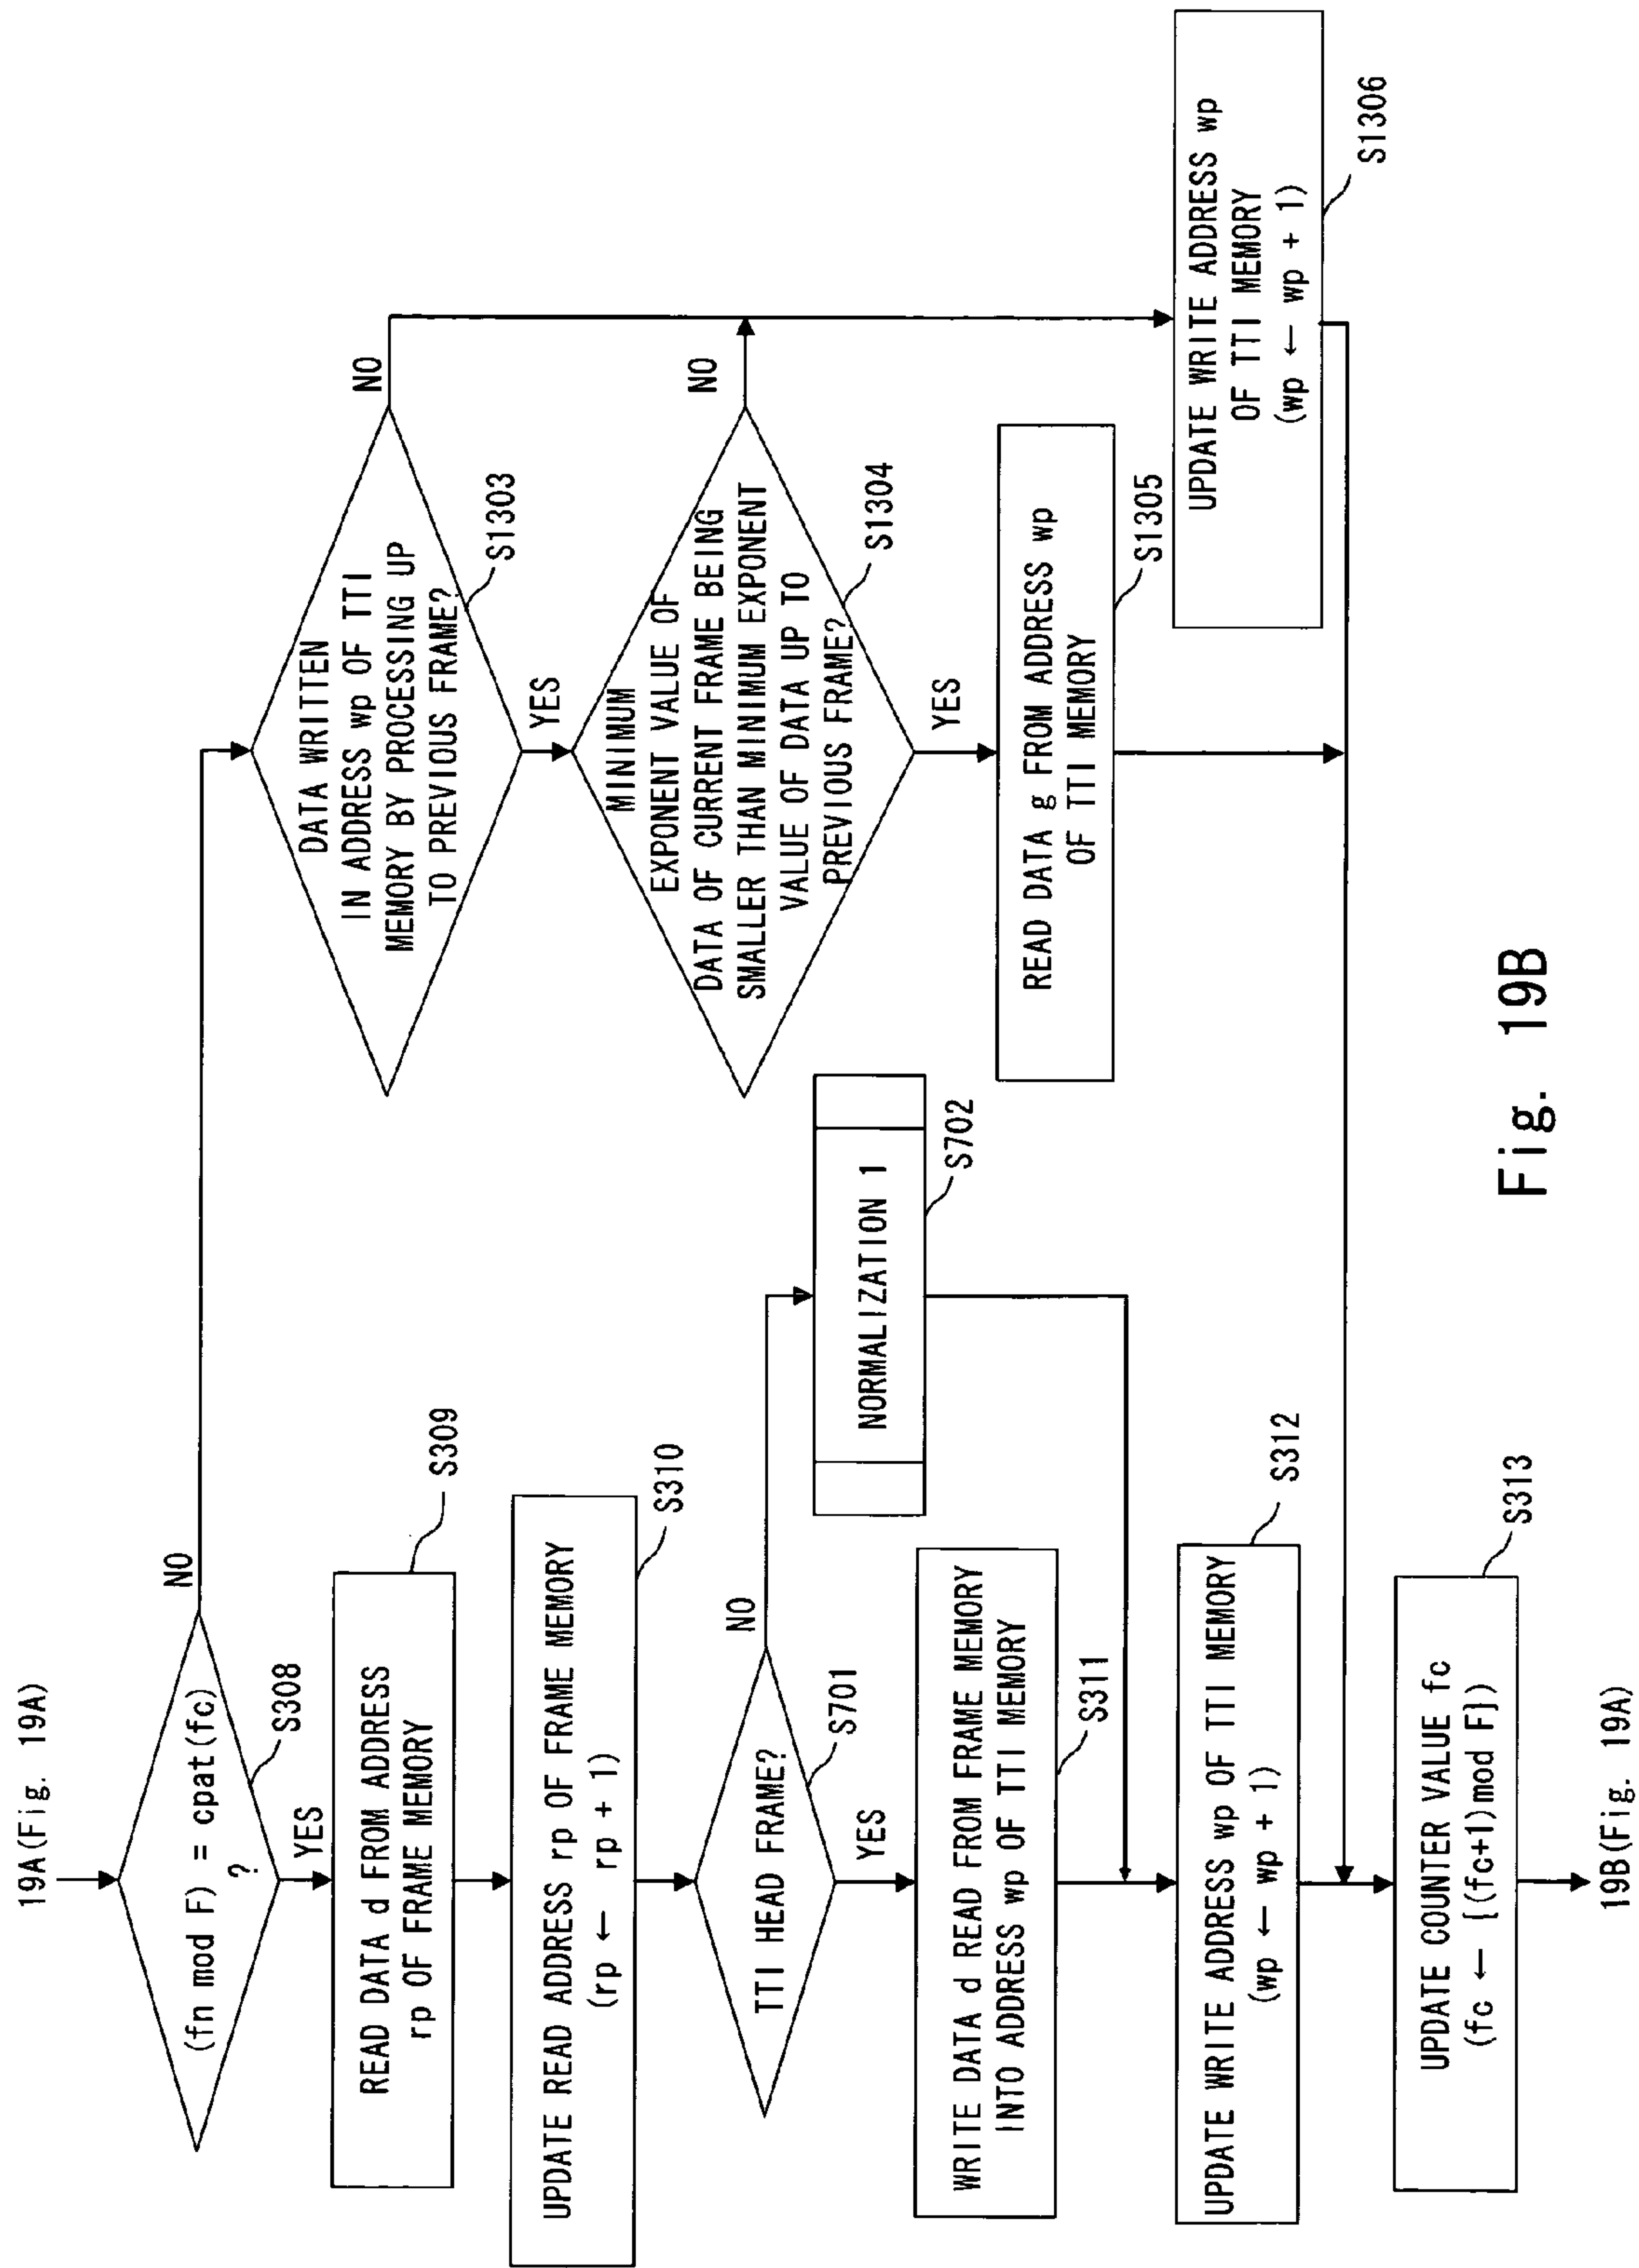 19A(Fig. 19A)
(fn mod F) = cpat(fc)
?
NO
S308
YES
READ DATA d FROM ADDRESS
rp OF FRAME MEMORY
S309
UPDATE READ ADDRESS rp OF FRAME MEMORY
(rp ← rp + 1)
S310
TTI HEAD FRAME?
NO
S701
YES
NORMALIZATION 1
S702
WRITE DATA d READ FROM FRAME MEMORY
INTO ADDRESS wp OF TTI MEMORY
S311
UPDATE WRITE ADDRESS wp OF TTI MEMORY
(wp ← wp + 1)
S312
UPDATE COUNTER VALUE fc
(fc ← {(fc+1)mod F})
S313
19B(Fig. 19A)
DATA WRITTEN
IN ADDRESS wp OF TTI
MEMORY BY PROCESSING UP
TO PREVIOUS FRAME?
NO
S1303
YES
MINIMUM
EXPONENT VALUE OF
DATA OF CURRENT FRAME BEING
SMALLER THAN MINIMUM EXPONENT
VALUE OF DATA UP TO
PREVIOUS FRAME?
NO
S1304
YES
READ DATA g FROM ADDRESS wp
OF TTI MEMORY
S1305
UPDATE WRITE ADDRESS wp
OF TTI MEMORY
(wp ← wp + 1)
S1306
Fig. 19B